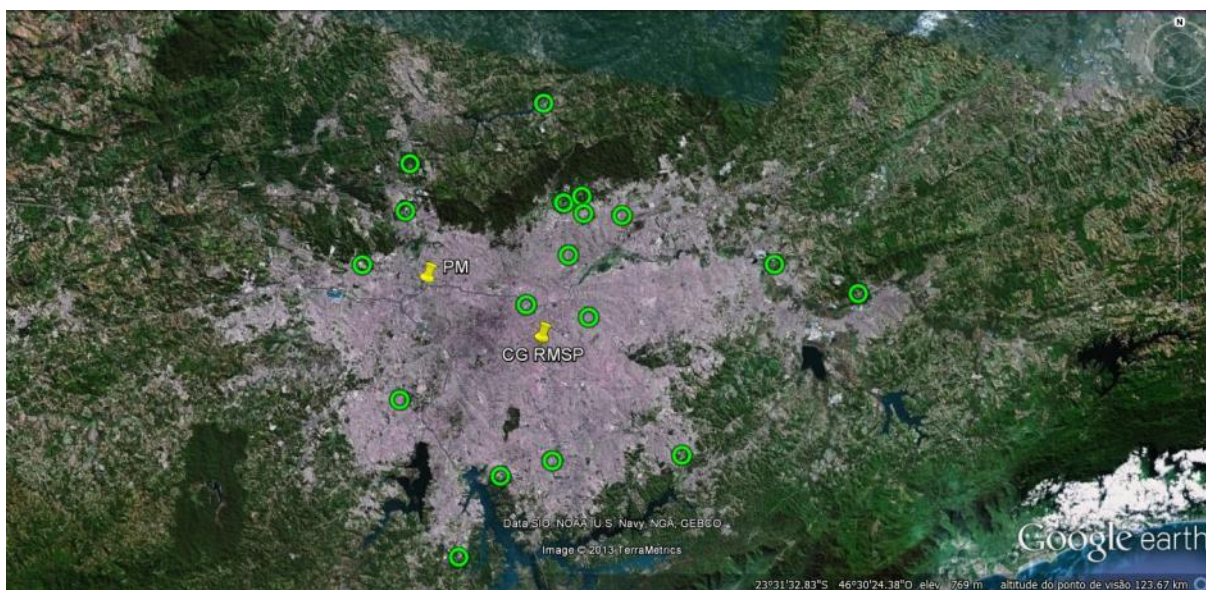 N
PM
CG RMSP
Data SIO, NOAA, U.S. Navy, NGA, GEBCO
Image © 2013 TerraMetrics
Google earth
23°31'32.83"S 46°30'24.38"O elev 769 m altitude do ponto de visão 123.67 km